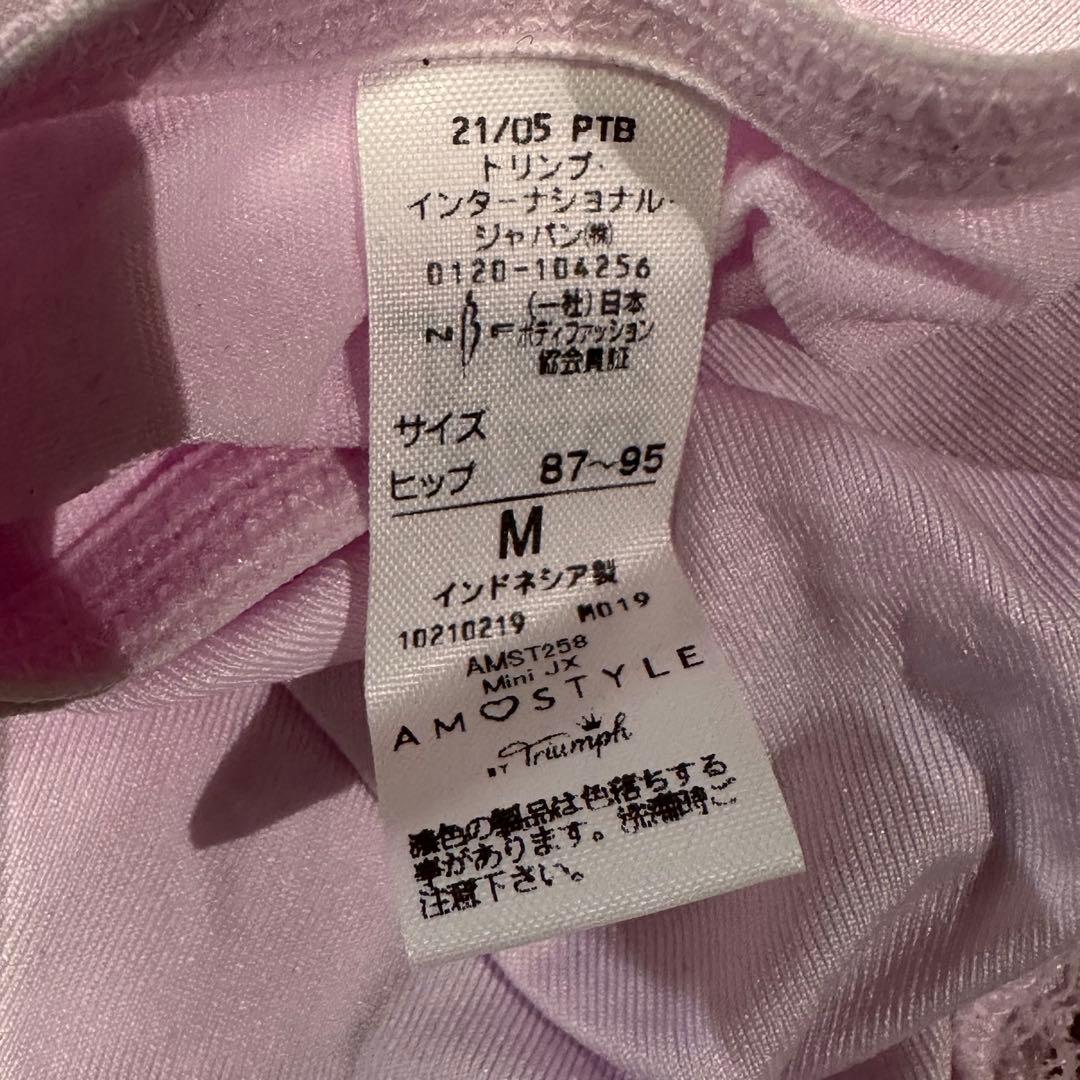 21/05 PTB
トリンプ・
インターナショナル・
ジャパン㈱
0120-104256
NBF (一社)日本
ボディファッション
協会員証
サイズ
ヒップ 87～95
M
インドネシア製
10210219 M019
AMST258
Mini JX
AM♡STYLE
BY Triumph
濃色の製品は色落ちする
事があります。洗濯時ご
注意下さい。